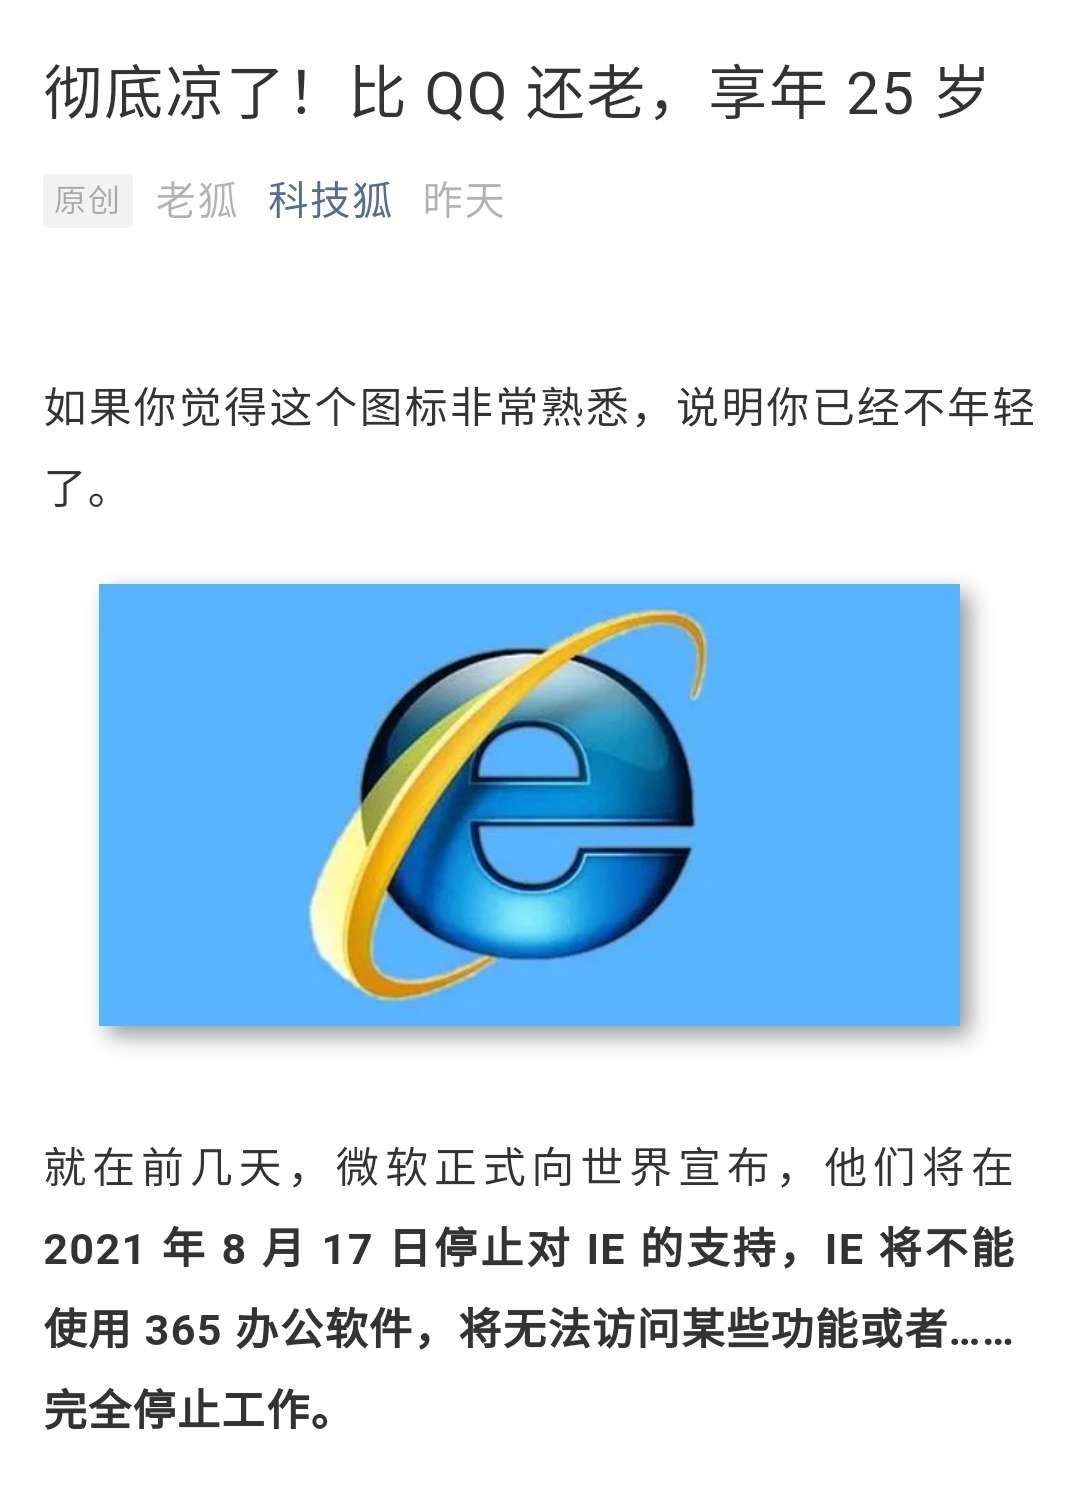 彻底凉了！比 QQ 还老，享年 25 岁
原创 老狐 科技狐 昨天
如果你觉得这个图标非常熟悉，说明你已经不年轻
了。
e
就在前几天，微软正式向世界宣布，他们将在
2021 年 8 月 17 日停止对 IE 的支持，IE 将不能
使用 365 办公软件，将无法访问某些功能或者……
完全停止工作。